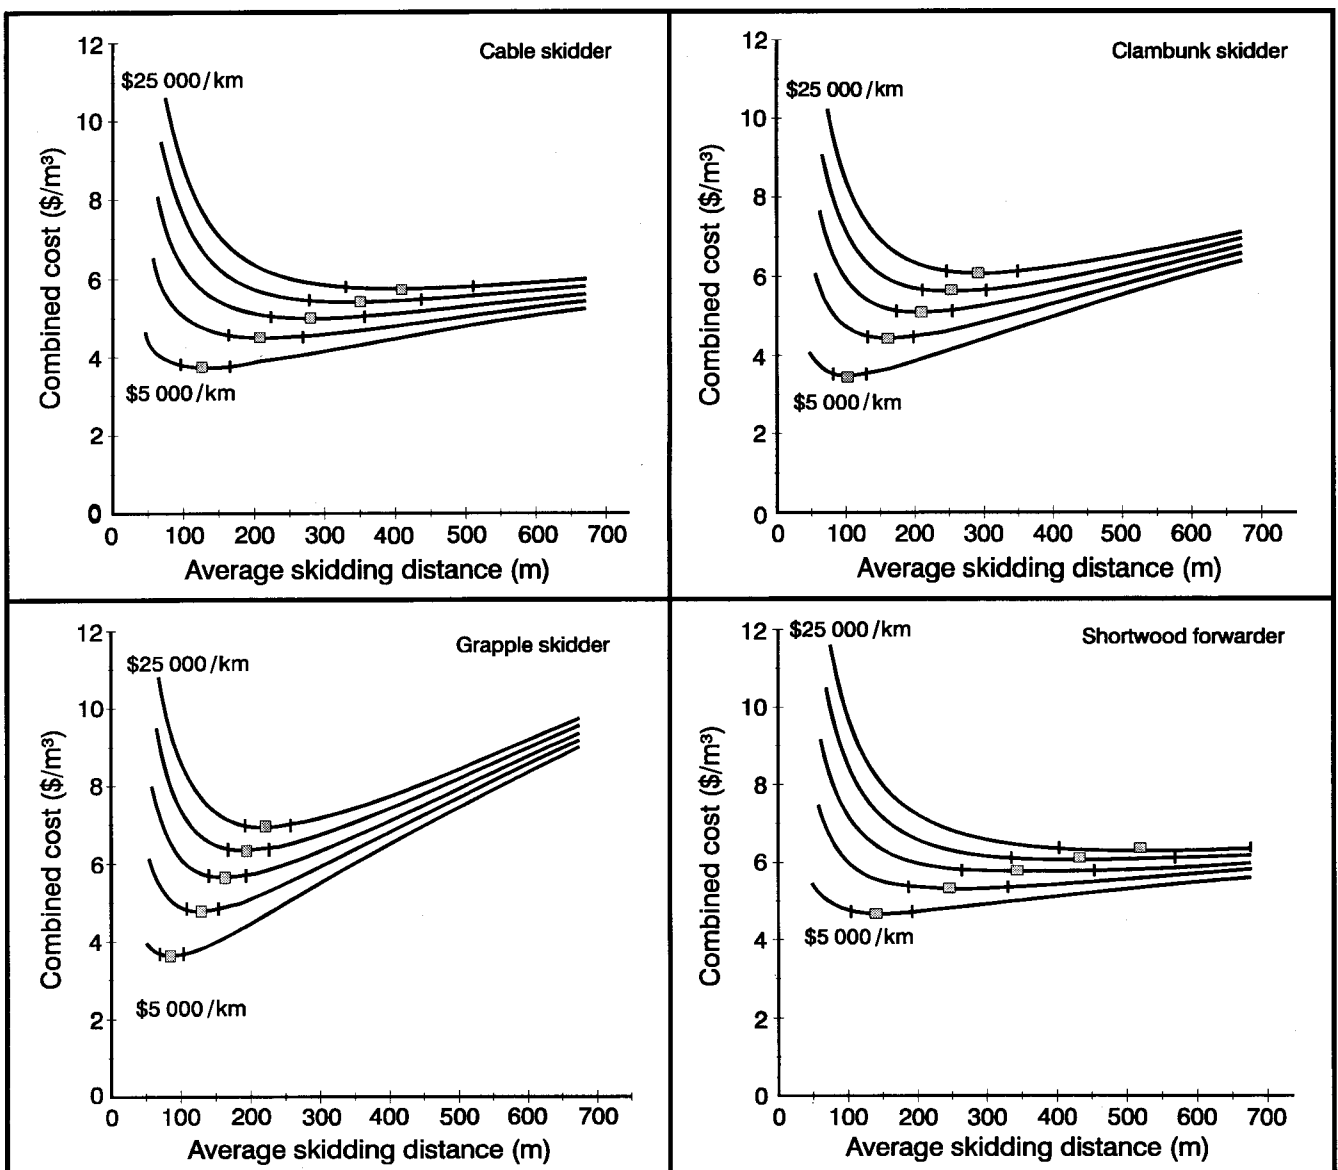 Cable skidder
$25 000/km
Combined cost ($/m³)
12
10
8
6
4
2
0
$5 000/km
0 100 200 300 400 500 600 700
Average skidding distance (m)
Clambunk skidder
$25 000/km
Combined cost ($/m³)
12
10
8
6
4
2
0
$5 000/km
0 100 200 300 400 500 600 700
Average skidding distance (m)
Grapple skidder
$25 000/km
Combined cost ($/m³)
12
10
8
6
4
2
0
$5 000/km
0 100 200 300 400 500 600 700
Average skidding distance (m)
Shortwood forwarder
$25 000/km
Combined cost ($/m³)
12
10
8
6
4
2
0
$5 000/km
0 100 200 300 400 500 600 700
Average skidding distance (m)